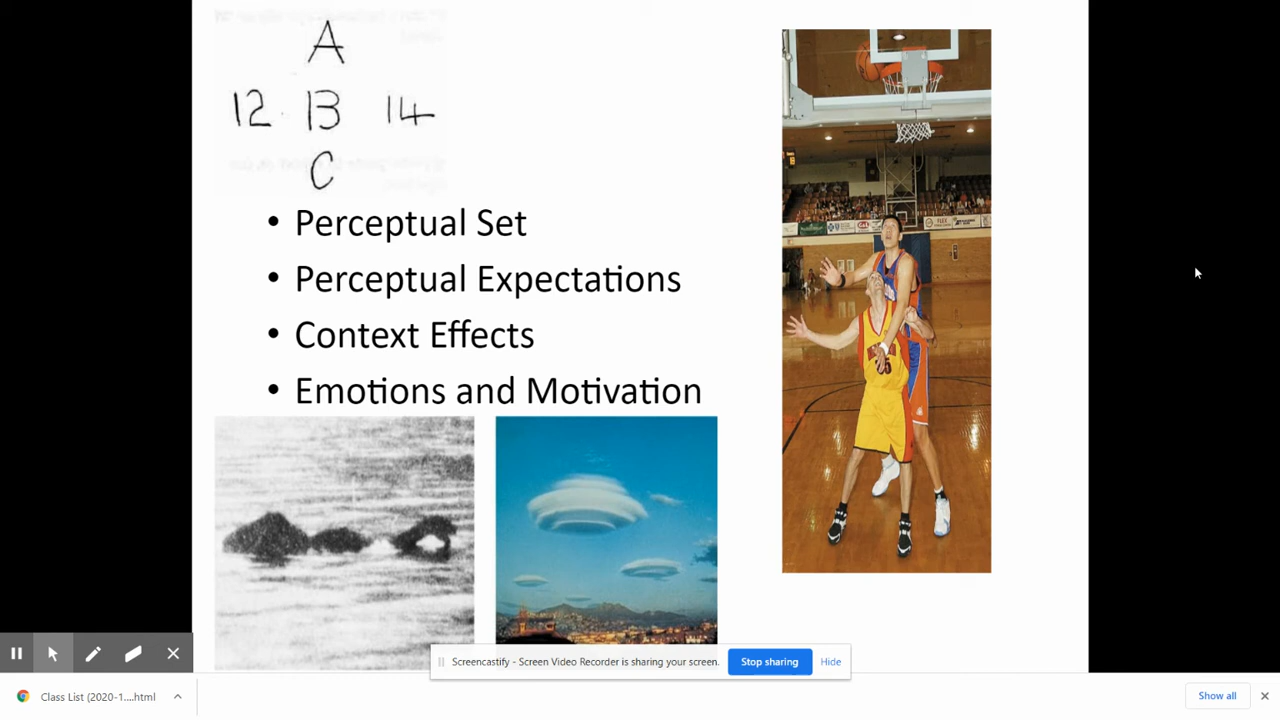 A
12 13 14
C
• Perceptual Set
• Perceptual Expectations
• Context Effects
• Emotions and Motivation
35
Screencastify - Screen Video Recorder is sharing your screen.
Stop sharing
Hide
Class List (2020-1....html
Show all